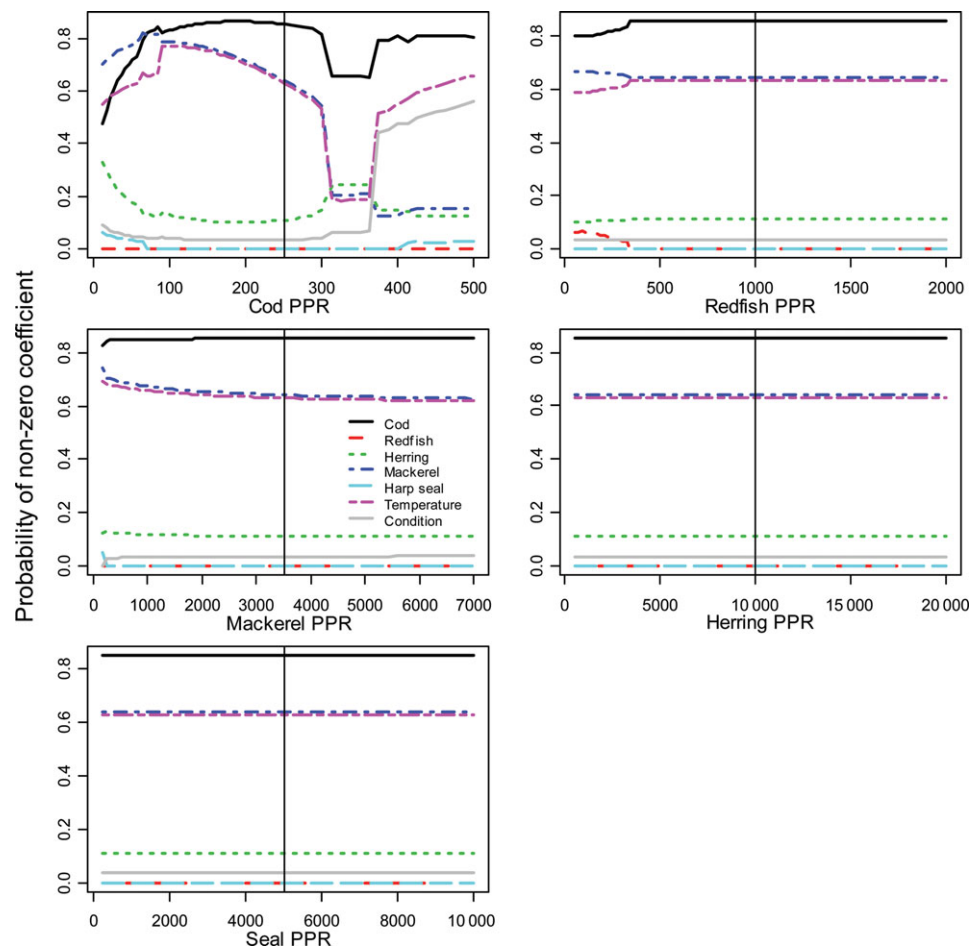 Probability of non-zero coefficient
0.0 0.2 0.4 0.6 0.8
0 100 200 300 400 500
Cod PPR
0.0 0.2 0.4 0.6 0.8
0 500 1000 1500 2000
Redfish PPR
0.0 0.2 0.4 0.6 0.8
Cod
Redfish
Herring
Mackerel
Harp seal
Temperature
Condition
0 1000 2000 3000 4000 5000 6000 7000
Mackerel PPR
0.0 0.2 0.4 0.6 0.8
0 5000 10 000 15 000 20 000
Herring PPR
0.0 0.2 0.4 0.6 0.8
0 2000 4000 6000 8000 10 000
Seal PPR